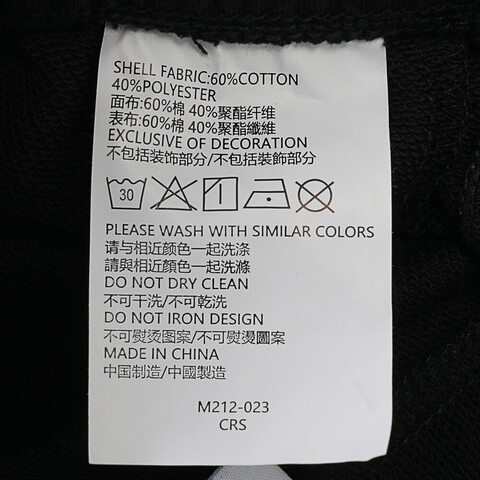 SHELL FABRIC:60%COTTON
40%POLYESTER
面布:60%棉 40%聚酯纤维
表布:60%棉 40%聚酯纖維
EXCLUSIVE OF DECORATION
不包括装饰部分/不包括裝飾部分
30
PLEASE WASH WITH SIMILAR COLORS
请与相近颜色一起洗涤
請與相近顏色一起洗滌
DO NOT DRY CLEAN
不可干洗/不可乾洗
DO NOT IRON DESIGN
不可熨烫图案/不可熨燙圖案
MADE IN CHINA
中国制造/中國製造
M212-023
CRS